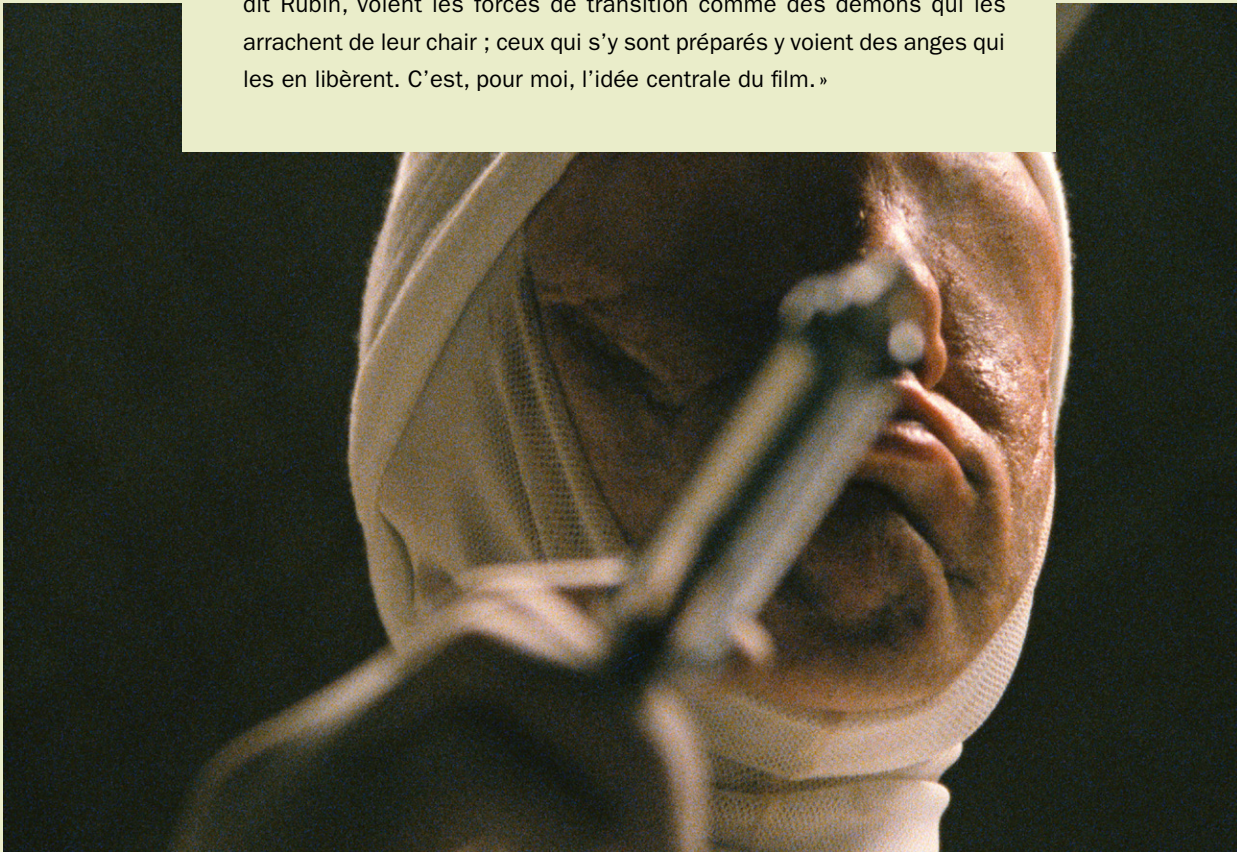 dit Rubin, voient les forces de transition comme des démons qui les
arrachent de leur chair ; ceux qui s’y sont préparés y voient des anges qui
les en libèrent. C’est, pour moi, l’idée centrale du film. »